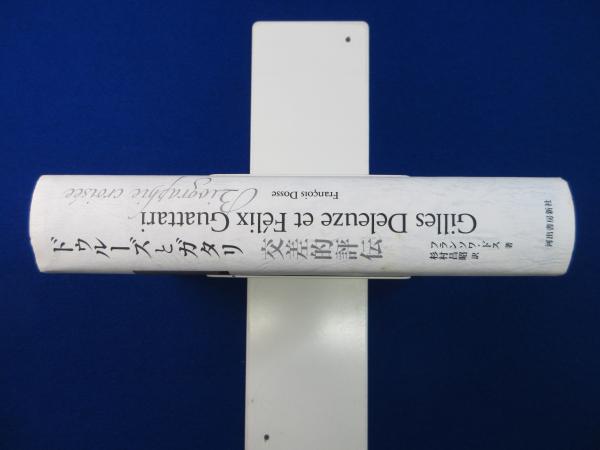 ドゥルーズとガタリ
交差的評伝
Gilles Deleuze et Félix Guattari
Biographie croisée
François Dosse
フランソワ・ドス 著
杉村昌昭 訳
河出書房新社